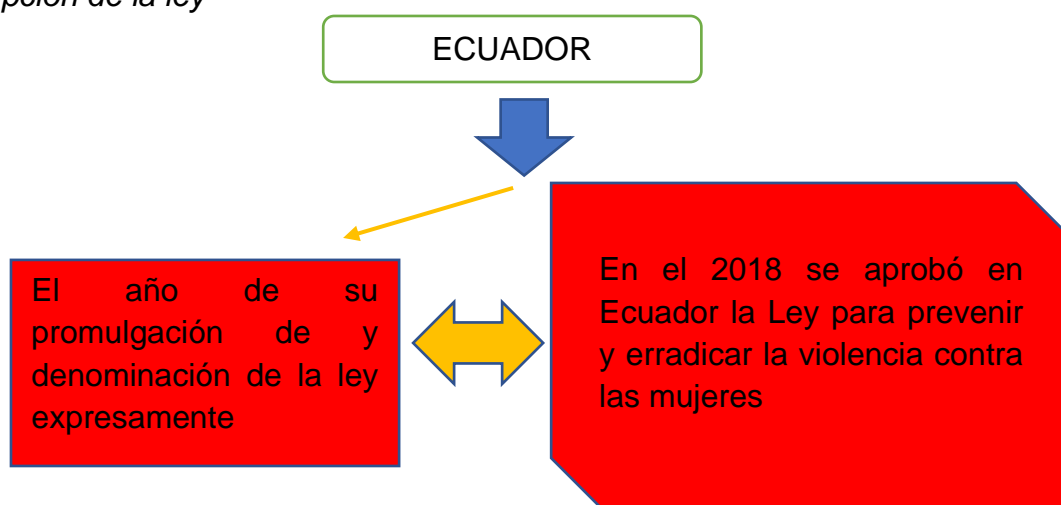 pción de la ley
ECUADOR
El año de su
promulgación de y
denominación de la ley
expresamente
En el 2018 se aprobó en
Ecuador la Ley para prevenir
y erradicar la violencia contra
las mujeres